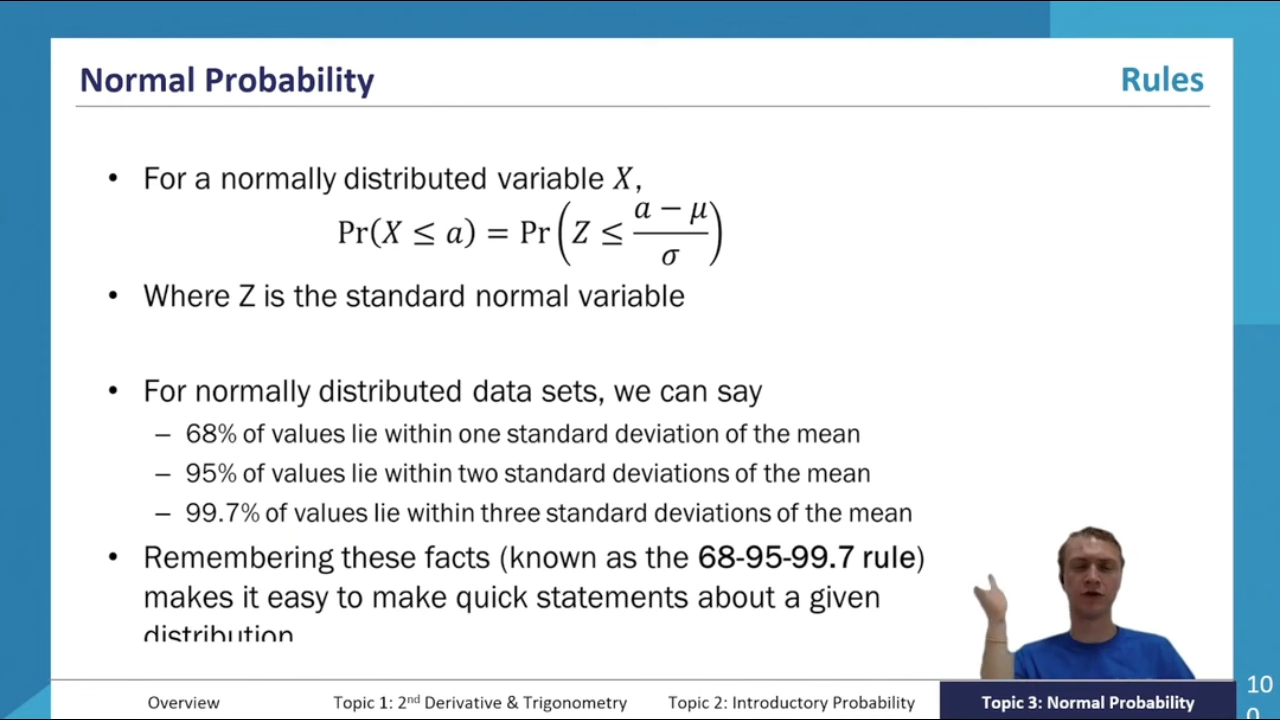 Normal Probability
Rules
• For a normally distributed variable X,
Pr(X ≤ a) = Pr(Z ≤ (a − μ)/σ)
• Where Z is the standard normal variable
• For normally distributed data sets, we can say
– 68% of values lie within one standard deviation of the mean
– 95% of values lie within two standard deviations of the mean
– 99.7% of values lie within three standard deviations of the mean
• Remembering these facts (known as the 68-95-99.7 rule)
makes it easy to make quick statements about a given
distribution
Overview
Topic 1: 2nd Derivative & Trigonometry
Topic 2: Introductory Probability
Topic 3: Normal Probability
10
0